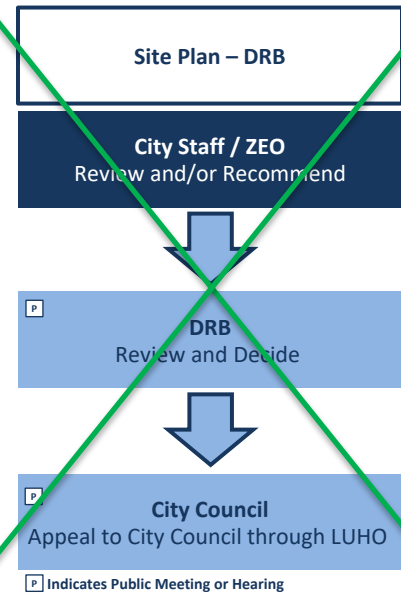 Site Plan – DRB
City Staff / ZEO
Review and/or Recommend
P
DRB
Review and Decide
P
City Council
Appeal to City Council through LUHO
P Indicates Public Meeting or Hearing